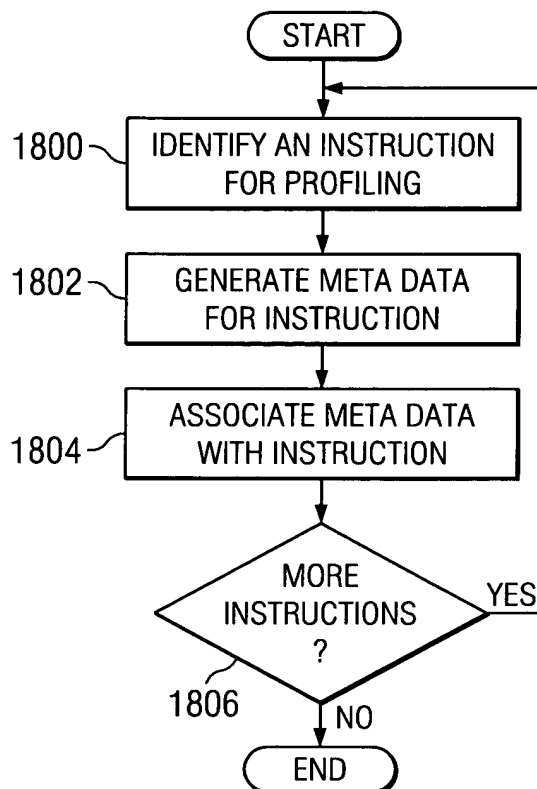 START
1800
IDENTIFY AN INSTRUCTION
FOR PROFILING
1802
GENERATE META DATA
FOR INSTRUCTION
1804
ASSOCIATE META DATA
WITH INSTRUCTION
MORE
INSTRUCTIONS
?
YES
1806
NO
END